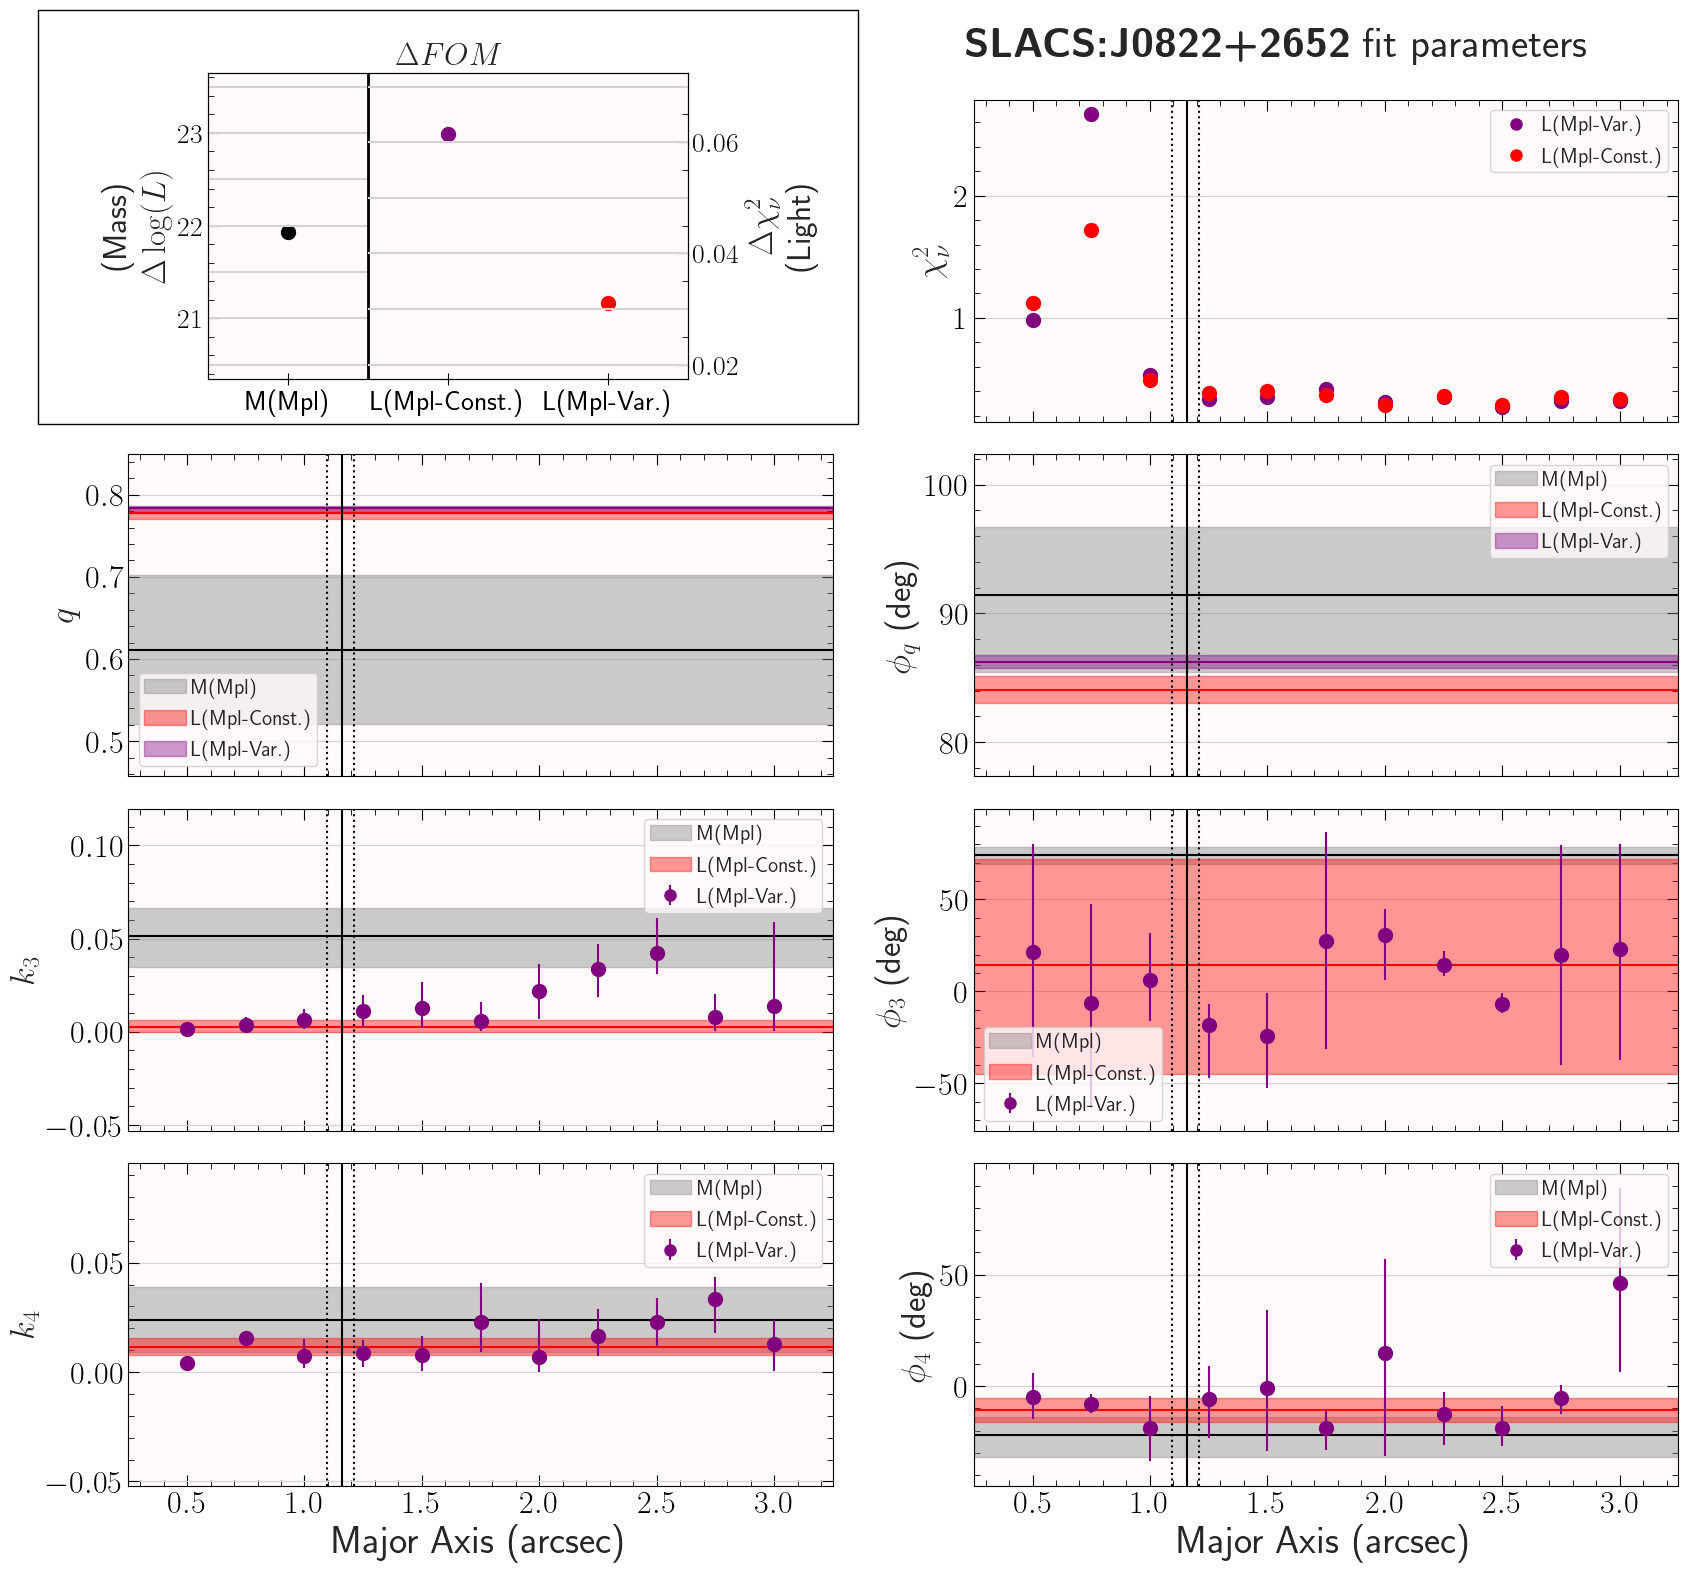 ΔFOM
SLACS:J0822+2652 fit parameters
(Mass)
Δ log(L)
23
22
21
0.06
0.04
0.02
Δχ²ᵥ
(Light)
M(Mpl) L(Mpl-Const.) L(Mpl-Var.)
χ²ᵥ
2
1
L(Mpl-Var.)
L(Mpl-Const.)
q
0.8
0.7
0.6
0.5
M(Mpl)
L(Mpl-Const.)
L(Mpl-Var.)
ϕq (deg)
100
90
80
M(Mpl)
L(Mpl-Const.)
L(Mpl-Var.)
k₃
0.10
0.05
0.00
−0.05
M(Mpl)
L(Mpl-Const.)
L(Mpl-Var.)
ϕ₃ (deg)
50
0
−50
M(Mpl)
L(Mpl-Const.)
L(Mpl-Var.)
k₄
0.05
0.00
−0.05
M(Mpl)
L(Mpl-Const.)
L(Mpl-Var.)
0.5 1.0 1.5 2.0 2.5 3.0
Major Axis (arcsec)
ϕ₄ (deg)
50
0
M(Mpl)
L(Mpl-Const.)
L(Mpl-Var.)
0.5 1.0 1.5 2.0 2.5 3.0
Major Axis (arcsec)